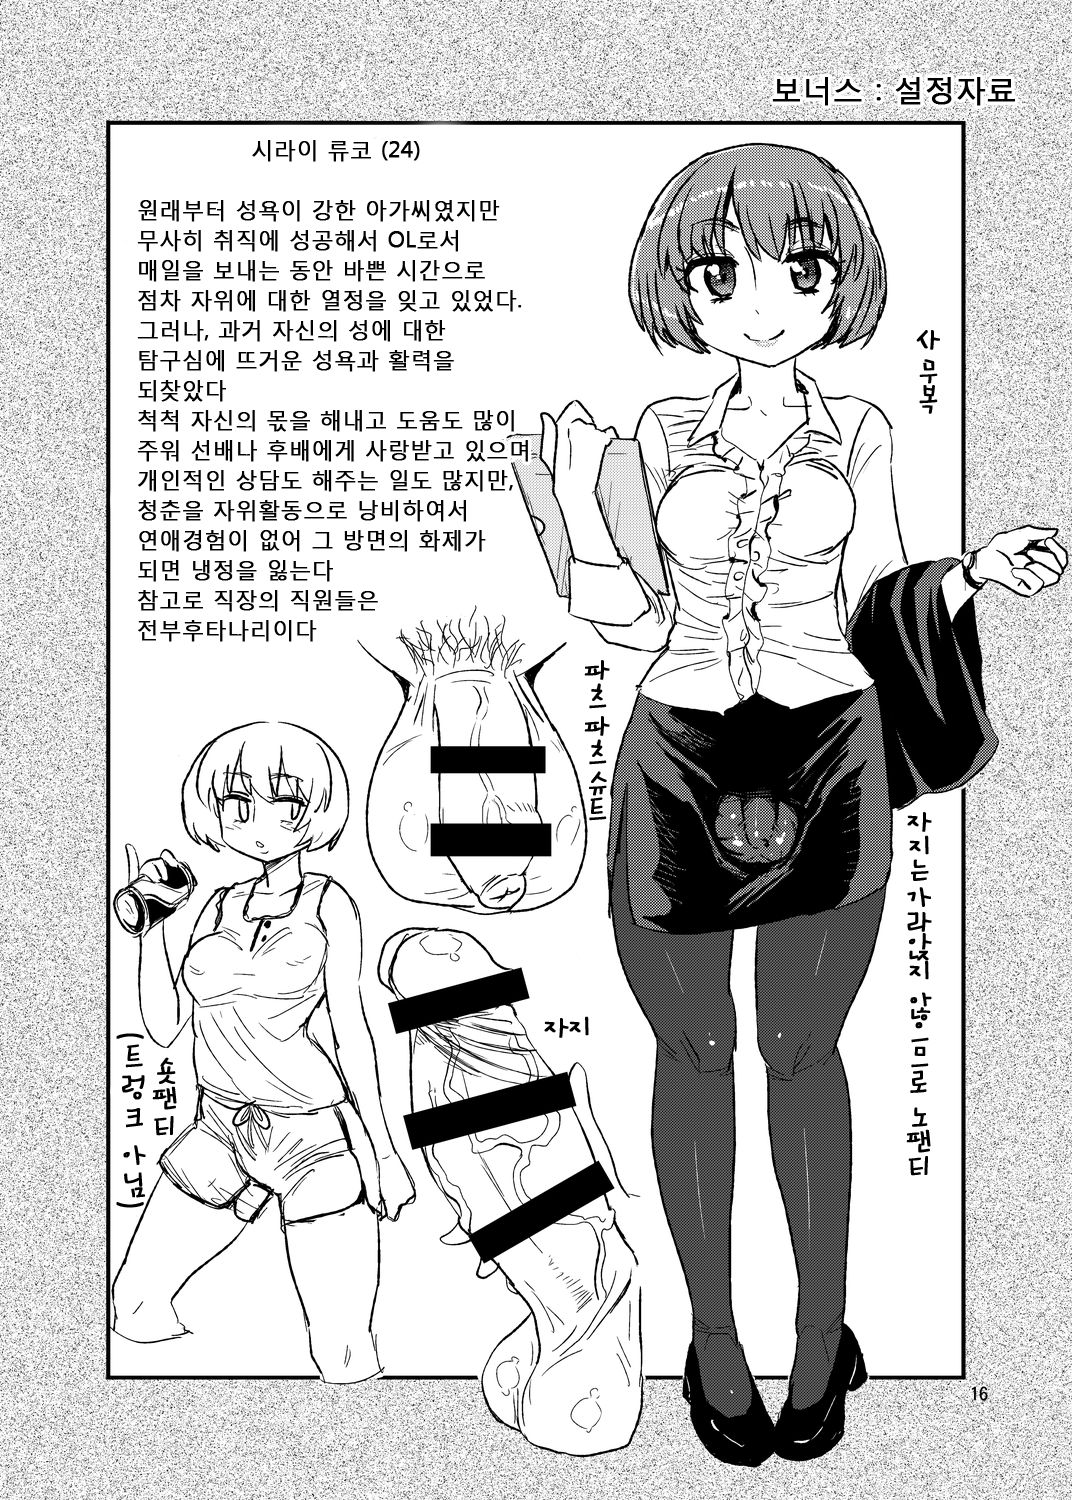 보너스 : 설정자료
시라이 류코 (24)
원래부터 성욕이 강한 아가씨였지만
무사히 취직에 성공해서 OL로서
매일을 보내는 동안 바쁜 시간으로
점차 자위에 대한 열정을 잊고 있었다.
그러나, 과거 자신의 성에 대한
탐구심에 뜨거운 성욕과 활력을
되찾았다
척척 자신의 몫을 해내고 도움도 많이
주워 선배나 후배에게 사랑받고 있으며
개인적인 상담도 해주는 일도 많지만,
청춘을 자위활동으로 낭비하여서
연애경험이 없어 그 방면의 화제가
되면 냉정을 잃는다
참고로 직장의 직원들은
전부후타나리이다
사무복
파츠파츠슈트
자지는가라앉지 않으므로 노팬티
자지
숏팬티
(트렁크 아님)
16